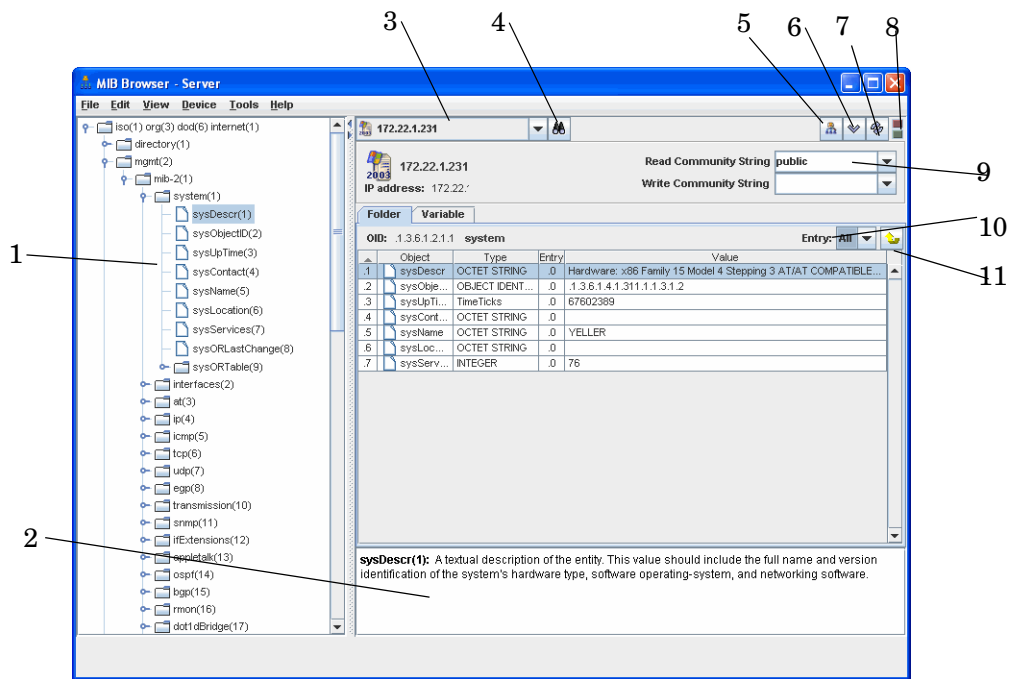 3
4
5
6
7
8
MIB Browser - Server
File Edit View Device Tools Help
iso(1) org(3) dod(6) internet(1)
directory(1)
mgmt(2)
mib-2(1)
system(1)
sysDescr(1)
sysObjectID(2)
sysUpTime(3)
sysContact(4)
sysName(5)
sysLocation(6)
sysServices(7)
sysORLastChange(8)
sysORTable(9)
interfaces(2)
at(3)
ip(4)
icmp(5)
tcp(6)
udp(7)
egp(8)
transmission(10)
snmp(11)
ifExtensions(12)
appletalk(13)
ospf(14)
bgp(15)
rmon(16)
dot1dBridge(17)
1
2
172.22.1.231
2003
172.22.1.231
IP address: 172.22.
Read Community String public
Write Community String
9
Folder Variable
OID: .1.3.6.1.2.1.1 system
Entry: All
10
11
Object Type Entry Value
.1 sysDescr OCTET STRING .0 Hardware: x86 Family 15 Model 4 Stepping 3 AT/AT COMPATIBLE...
.2 sysObje... OBJECT IDENT... .0 .1.3.6.1.4.1.311.1.1.3.1.2
.3 sysUpTi... TimeTicks .0 67602389
.4 sysCont... OCTET STRING .0
.5 sysName OCTET STRING .0 YELLER
.6 sysLoc... OCTET STRING .0
.7 sysServ... INTEGER .0 76
sysDescr(1): A textual description of the entity. This value should include the full name and version
identification of the system's hardware type, software operating-system, and networking software.